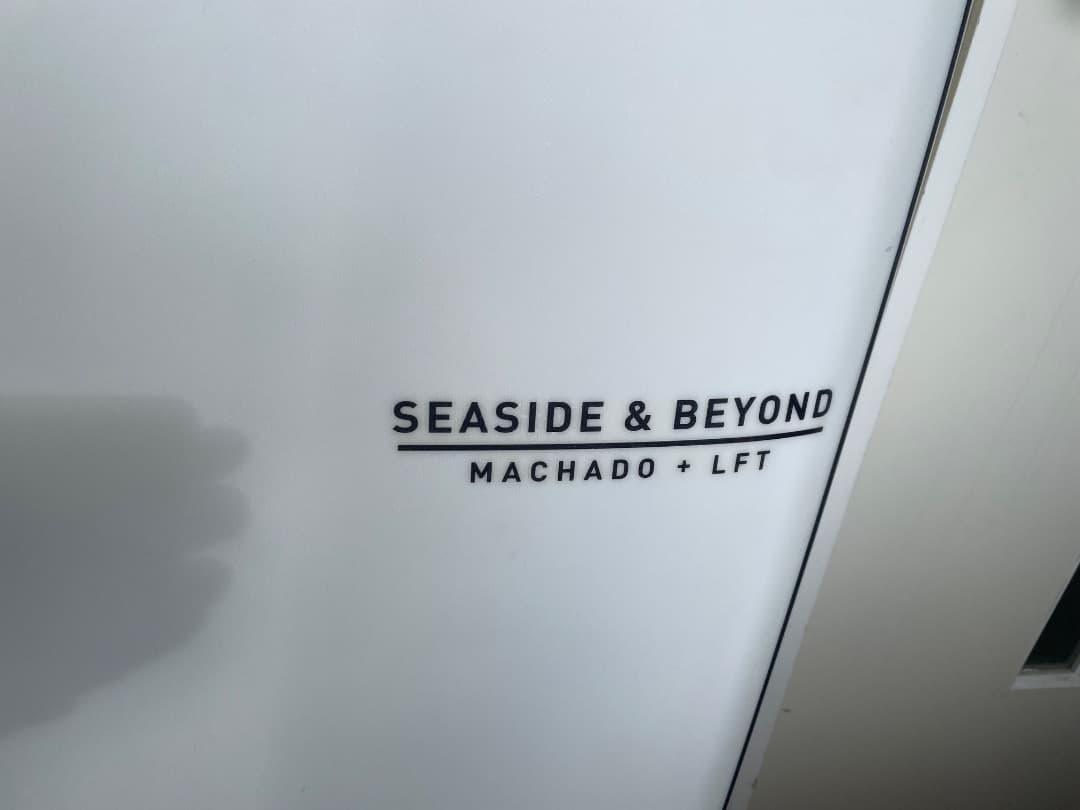 SEASIDE & BEYOND
MACHADO + LFT